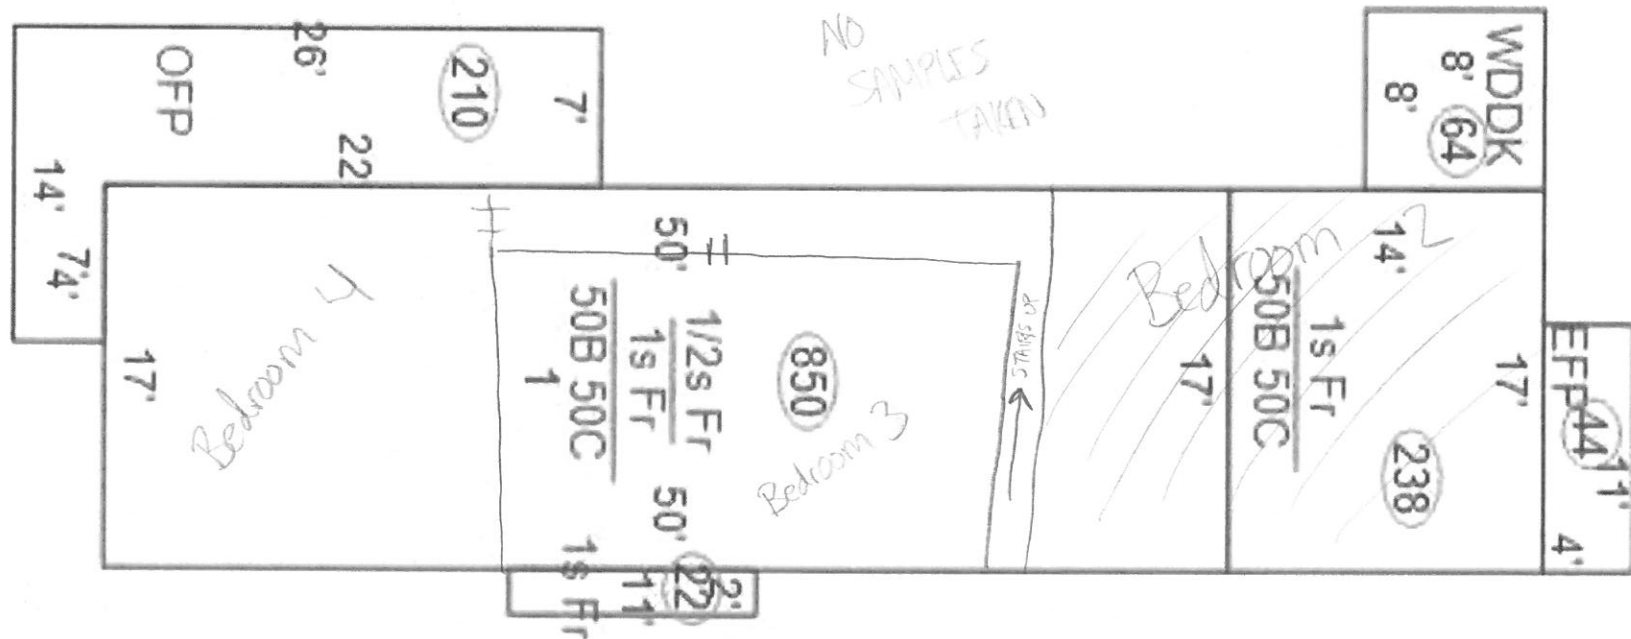 NO
SAMPLES
TAKEN
OFP
26'
210
7'
22
14'
7'4'
17'
Bedroom 4
50'
1/2s Fr
1s Fr
50B 50C
1
850
Bedroom 3
50'
STAIRS UP
17'
Bedroom 2
14'
1s Fr
50B 50C
17'
238
WDDK
8'
64
8'
EFP
44
11'
4'
2'
22
11'
1s Fr